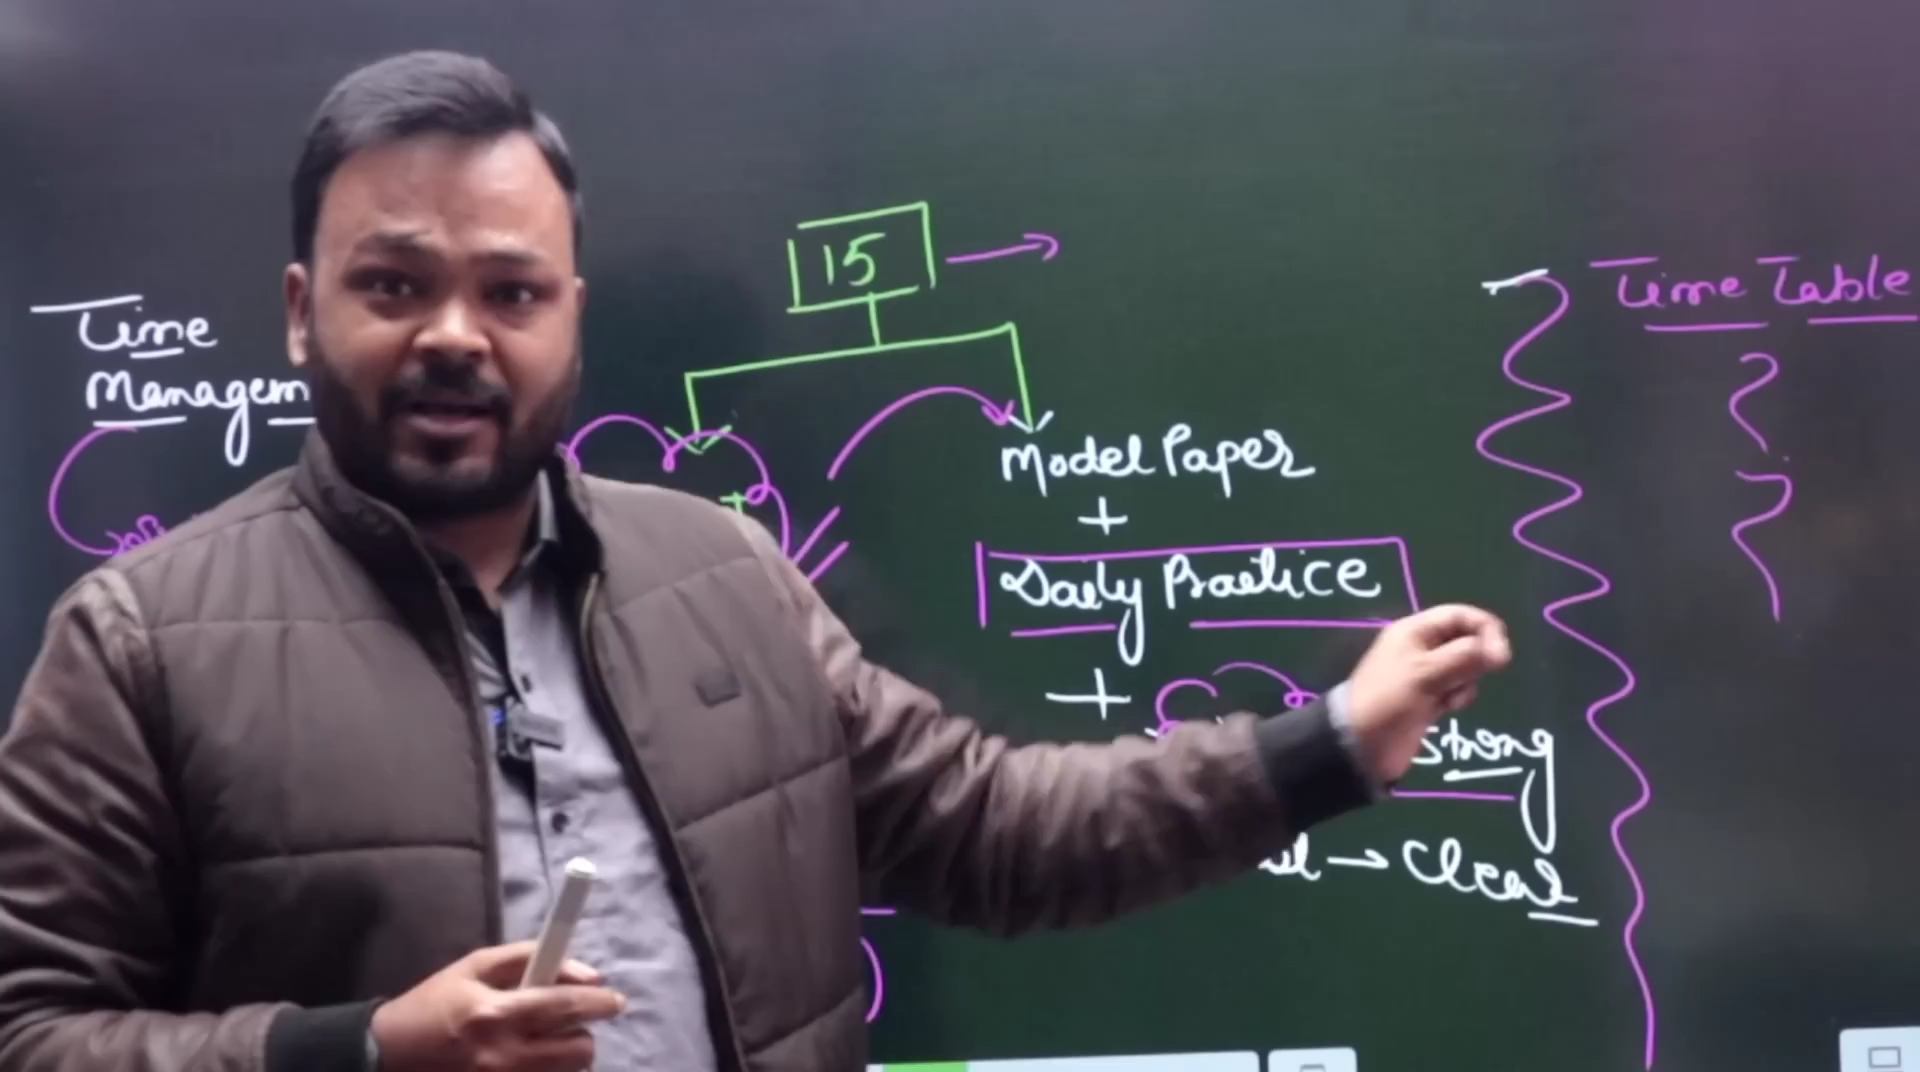 Time
Managem
15
Model Paper
+
Daily Practice
+
Strong
→ Clear
Time Table